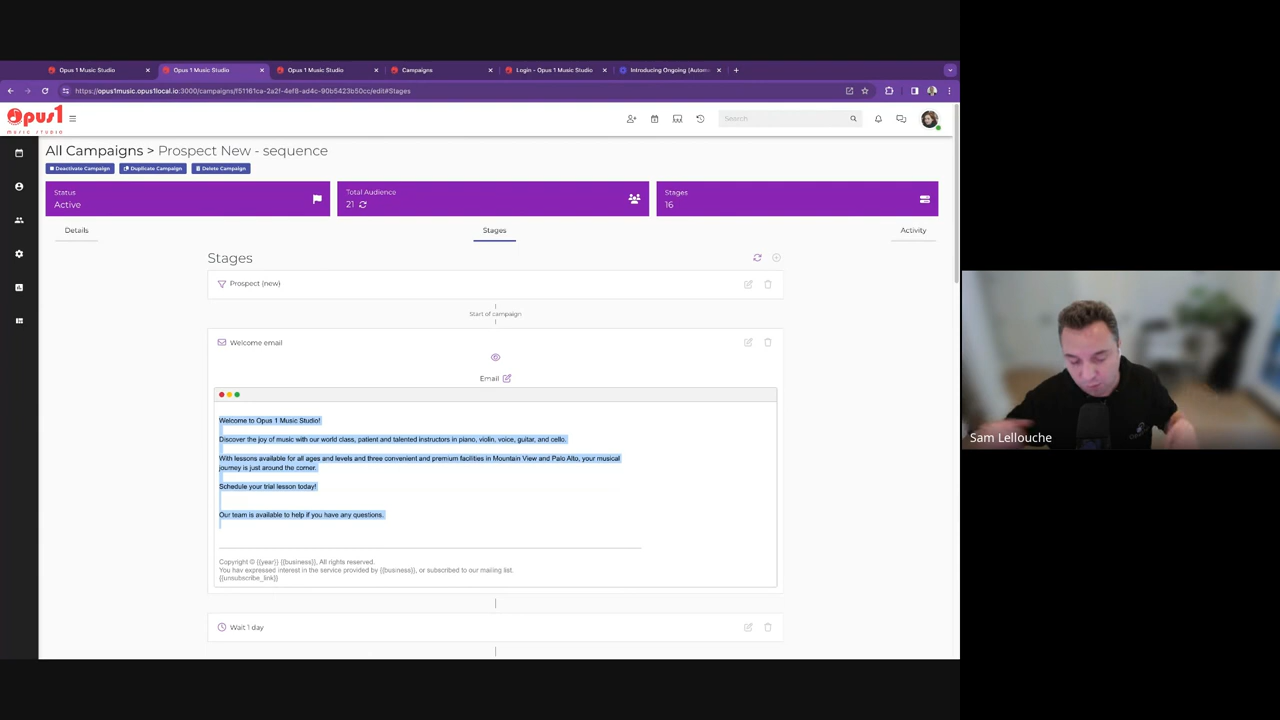 Opus 1 Music Studio
Opus 1 Music Studio
Opus 1 Music Studio
Campaigns
Login - Opus 1 Music Studio
Introducing Ongoing (Autom
https://opus1music.opus1local.io:3000/campaigns/f51161ca-2a2f-4ef8-ad4c-90b5423b50cc/edit#Stages
Opus1
MUSIC STUDIO
Search
All Campaigns > Prospect New - sequence
Deactivate Campaign
Duplicate Campaign
Delete Campaign
Status
Active
Total Audience
21
Stages
16
Details
Stages
Activity
Stages
Prospect (new)
Start of campaign
Welcome email
Email
Welcome to Opus 1 Music Studio!
Discover the joy of music with our world class, patient and talented instructors in piano, violin, voice, guitar, and cello.
With lessons available for all ages and levels and three convenient and premium facilities in Mountain View and Palo Alto, your musical
journey is just around the corner.
Schedule your trial lesson today!
Our team is available to help if you have any questions.
Copyright © {{year}} {{business}}, All rights reserved.
You hav expressed interest in the service provided by {{business}}, or subscribed to our mailing list.
{{unsubscribe_link}}
Wait 1 day
Sam Lellouche